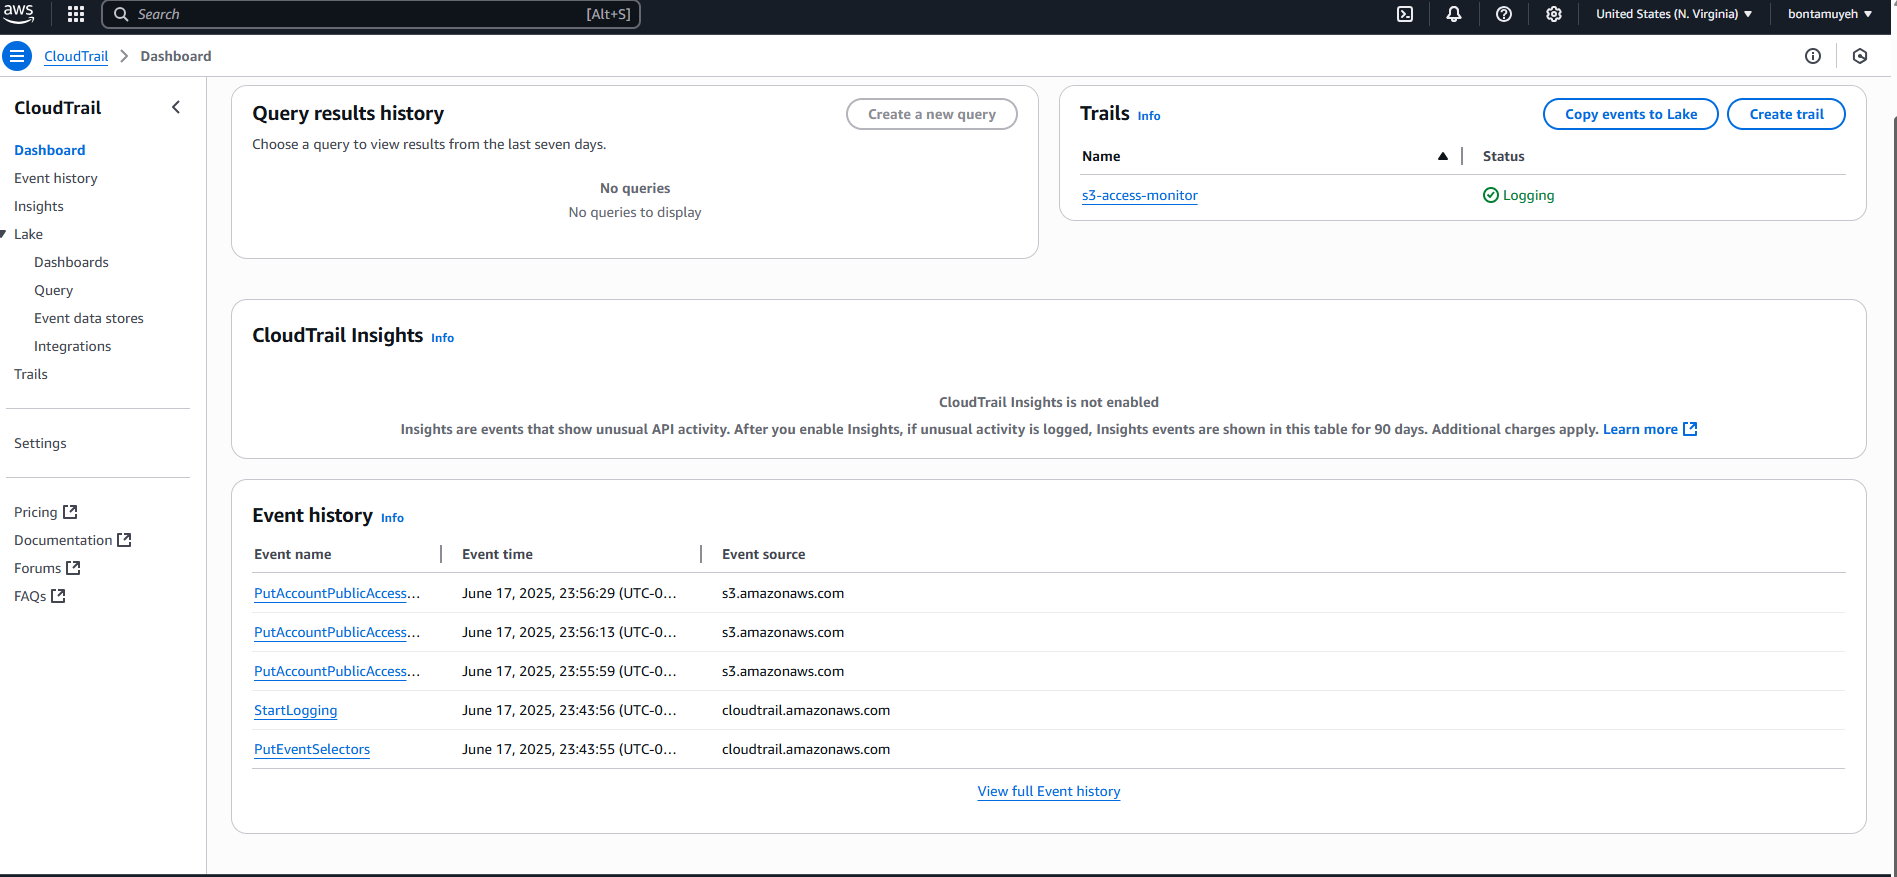 aws
Search [Alt+S] United States (N. Virginia) bontamuyeh
CloudTrail Dashboard
CloudTrail
Dashboard
Event history
Insights
Lake
Dashboards
Query
Event data stores
Integrations
Trails
Settings
Pricing
Documentation
Forums
FAQs
Query results history Create a new query
Choose a query to view results from the last seven days.
No queries
No queries to display
Trails Info Copy events to Lake Create trail
Name Status
s3-access-monitor Logging
CloudTrail Insights Info
CloudTrail Insights is not enabled
Insights are events that show unusual API activity. After you enable Insights, if unusual activity is logged, Insights events are shown in this table for 90 days. Additional charges apply. Learn more
Event history Info
Event name Event time Event source
PutAccountPublicAccess... June 17, 2025, 23:56:29 (UTC-0... s3.amazonaws.com
PutAccountPublicAccess... June 17, 2025, 23:56:13 (UTC-0... s3.amazonaws.com
PutAccountPublicAccess... June 17, 2025, 23:55:59 (UTC-0... s3.amazonaws.com
StartLogging June 17, 2025, 23:43:56 (UTC-0... cloudtrail.amazonaws.com
PutEventSelectors June 17, 2025, 23:43:55 (UTC-0... cloudtrail.amazonaws.com
View full Event history